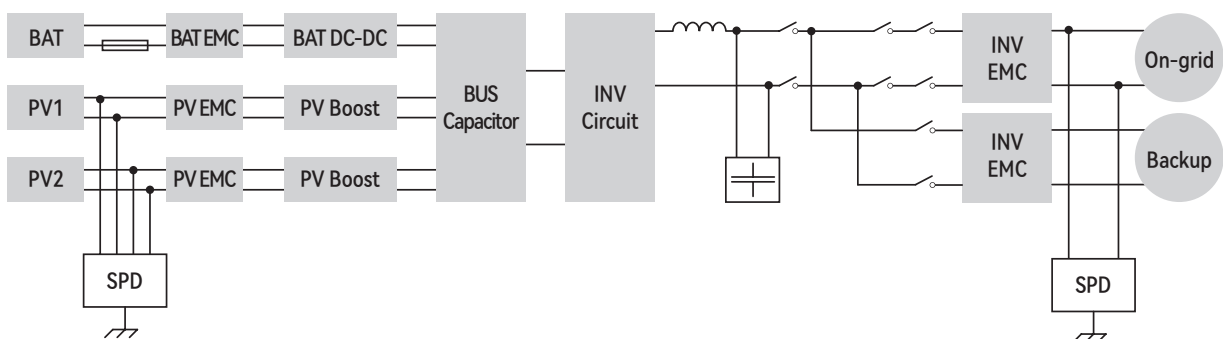 BAT
BAT EMC
BAT DC-DC
PV1
PV EMC
PV Boost
PV2
PV EMC
PV Boost
BUS
Capacitor
INV
Circuit
INV
EMC
On-grid
INV
EMC
Backup
SPD
SPD